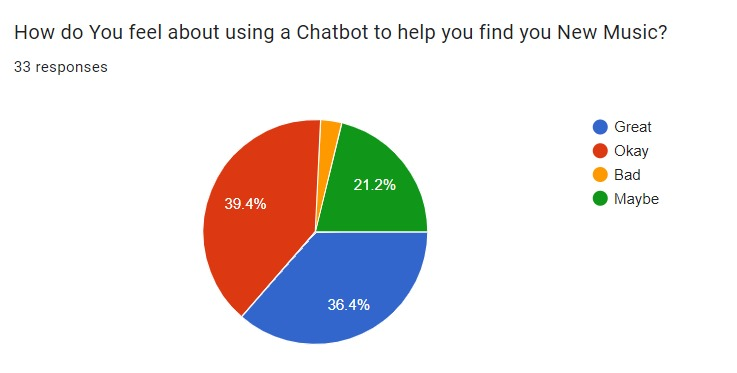 How do You feel about using a Chatbot to help you find you New Music?
33 responses
Great
Okay
Bad
Maybe
39.4%
21.2%
36.4%